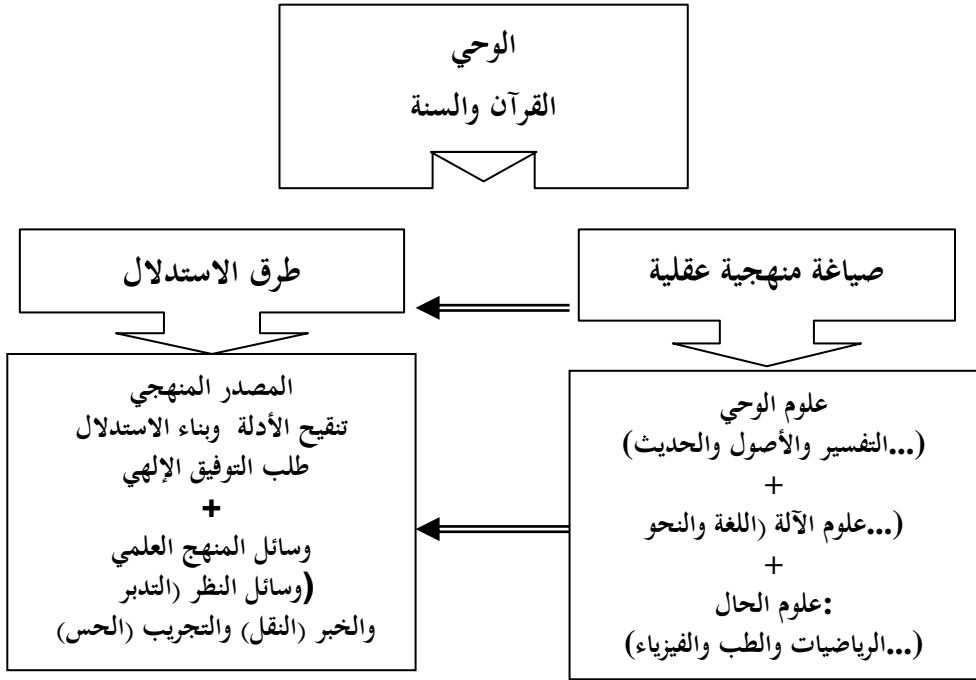 الوحي
القرآن والسنة
صياغة منهجية عقلية
طرق الاستدلال
علوم الوحي
(...التفسير والأصول والحديث)
+
(...علوم الآلة (اللغة والنحو
+
:علوم الحال
(...الرياضيات والطب والفيزياء)
المصدر المنهجي
تنقيح الأدلة وبناء الاستدلال
طلب التوفيق الإلهي
+
وسائل المنهج العلمي
(وسائل النظر (التدبر
والخبر (النقل) والتجريب (الحس)